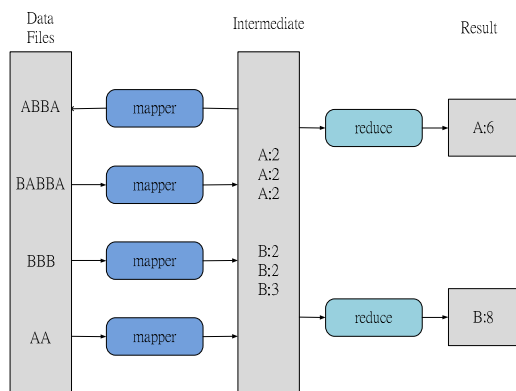 Data
Files
Intermediate
Result
ABBA
mapper
reduce
A:6
BABBA
mapper
A:2
A:2
A:2
BBB
mapper
B:2
B:2
B:3
AA
mapper
reduce
B:8